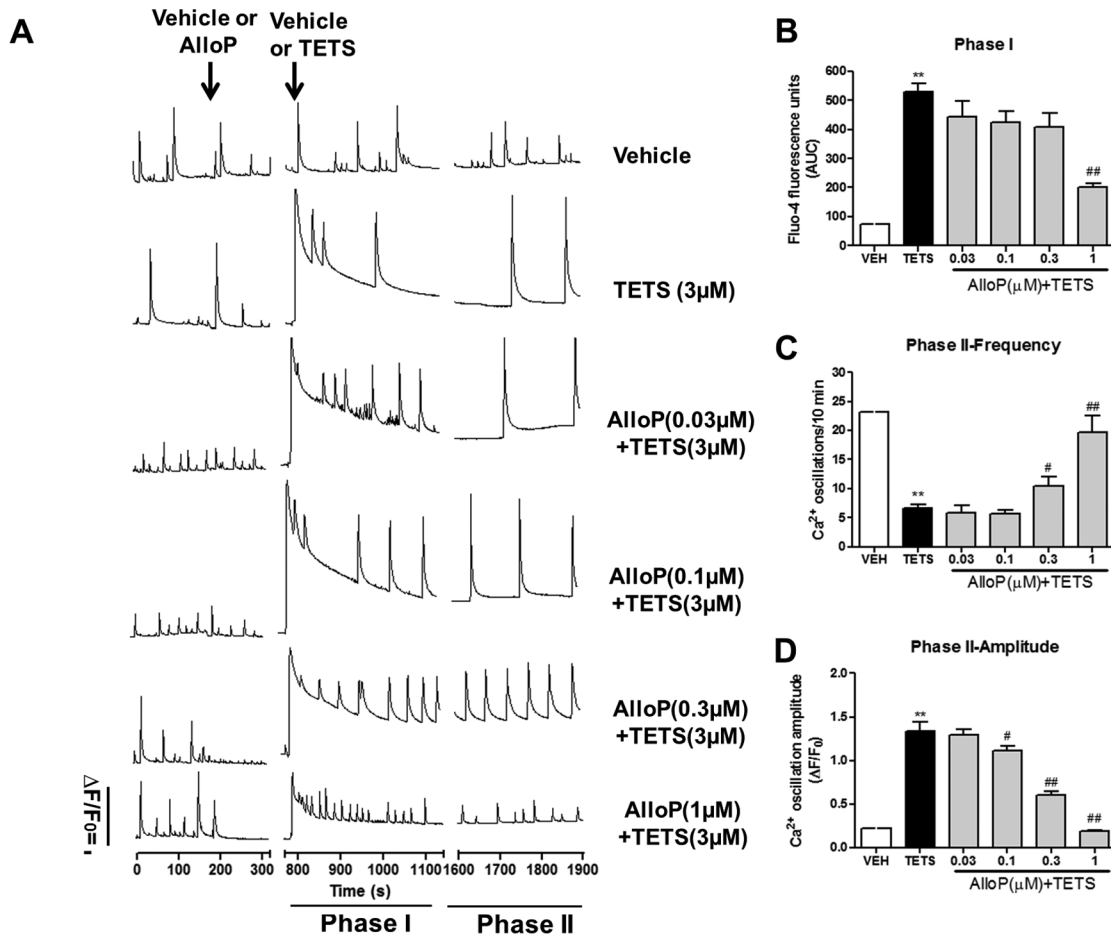 A
Vehicle or
AlloP
Vehicle
or TETS
Vehicle
TETS (3µM)
AlloP(0.03µM)
+TETS(3µM)
AlloP(0.1µM)
+TETS(3µM)
AlloP(0.3µM)
+TETS(3µM)
AlloP(1µM)
+TETS(3µM)
ΔF/F₀=
0 100 200 300 800 900 1000 1100 1600 1700 1800 1900
Time (s)
Phase I
Phase II
B
Phase I
Fluo-4 fluorescence units
(AUC)
600
500
400
300
200
100
0
**
##
VEH TETS 0.03 0.1 0.3 1
AlloP(µM)+TETS
C
Phase II-Frequency
Ca²⁺ oscillations/10 min
30
25
20
15
10
5
0
**
#
##
VEH TETS 0.03 0.1 0.3 1
AlloP(µM)+TETS
D
Phase II-Amplitude
Ca²⁺ oscillation amplitude
(ΔF/F₀)
2.0
1.5
1.0
0.5
0.0
**
#
##
##
VEH TETS 0.03 0.1 0.3 1
AlloP(µM)+TETS